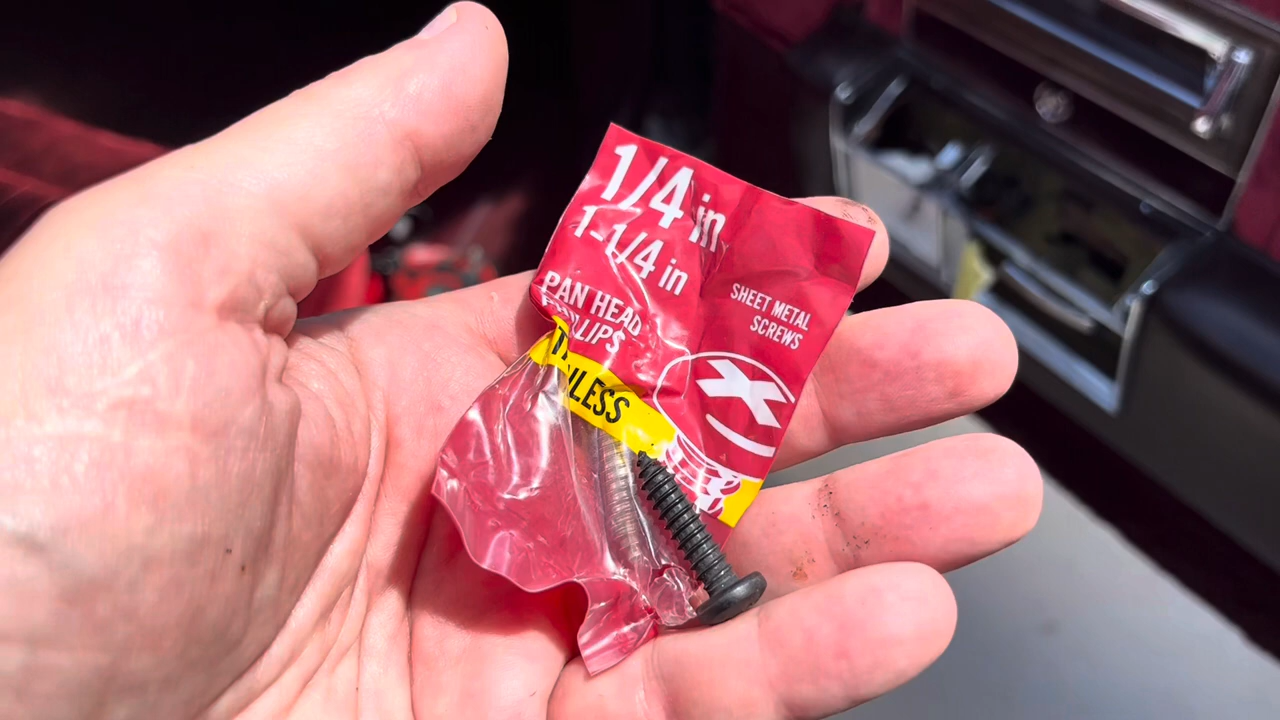 1/4 in
1-1/4 in
PAN HEAD
SHEET METAL
SCREWS